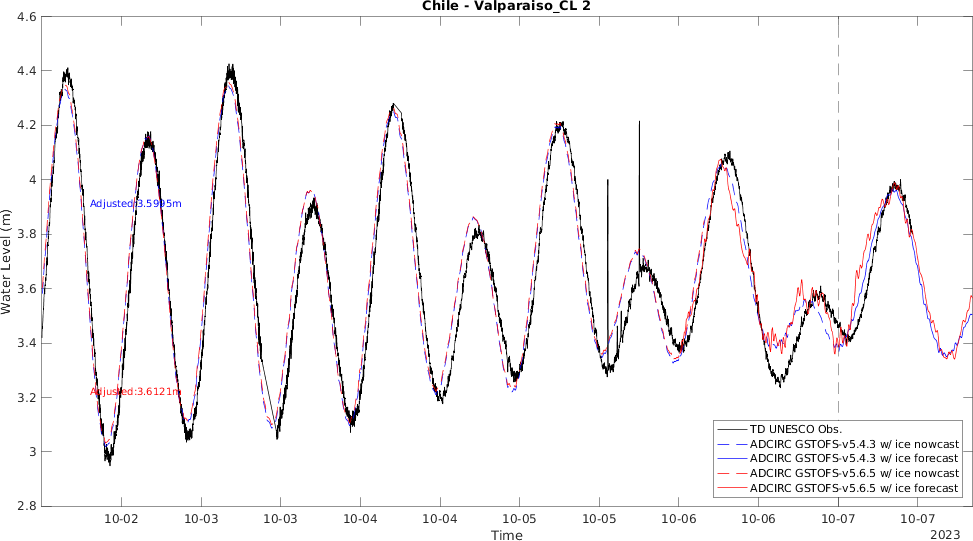 Chile - Valparaiso_CL 2
Water Level (m)
4.6
4.4
4.2
4
3.8
3.6
3.4
3.2
3
2.8
Adjusted:3.5995m
Adjusted:3.6121m
TD UNESCO Obs.
ADCIRC GSTOFS-v5.4.3 w/ ice nowcast
ADCIRC GSTOFS-v5.4.3 w/ ice forecast
ADCIRC GSTOFS-v5.6.5 w/ ice nowcast
ADCIRC GSTOFS-v5.6.5 w/ ice forecast
10-02 10-03 10-03 10-04 10-04 10-05 10-05 10-06 10-06 10-07 10-07
2023
Time